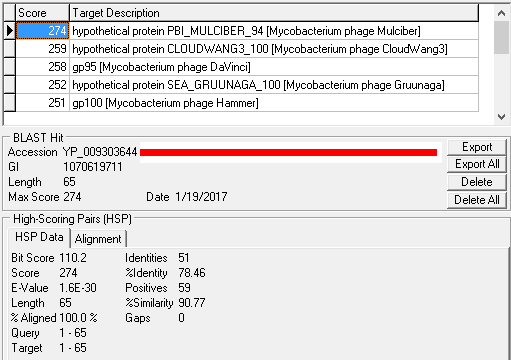 Score Target Description
274 hypothetical protein PBI_MULCIBER_94 [Mycobacterium phage Mulciber]
259 hypothetical protein CLOUDWANG3_100 [Mycobacterium phage CloudWang3]
258 gp95 [Mycobacterium phage DaVinci]
252 hypothetical protein SEA_GRUUNAGA_100 [Mycobacterium phage Gruunaga]
251 gp100 [Mycobacterium phage Hammer]
BLAST Hit
Accession YP_009303644
GI 1070619711
Length 65
Max Score 274 Date 1/19/2017
Export
Export All
Delete
Delete All
High-Scoring Pairs (HSP)
HSP Data Alignment
Bit Score 110.2 Identities 51
Score 274 %Identity 78.46
E-Value 1.6E-30 Positives 59
Length 65 %Similarity 90.77
% Aligned 100.0 % Gaps 0
Query 1 - 65
Target 1 - 65